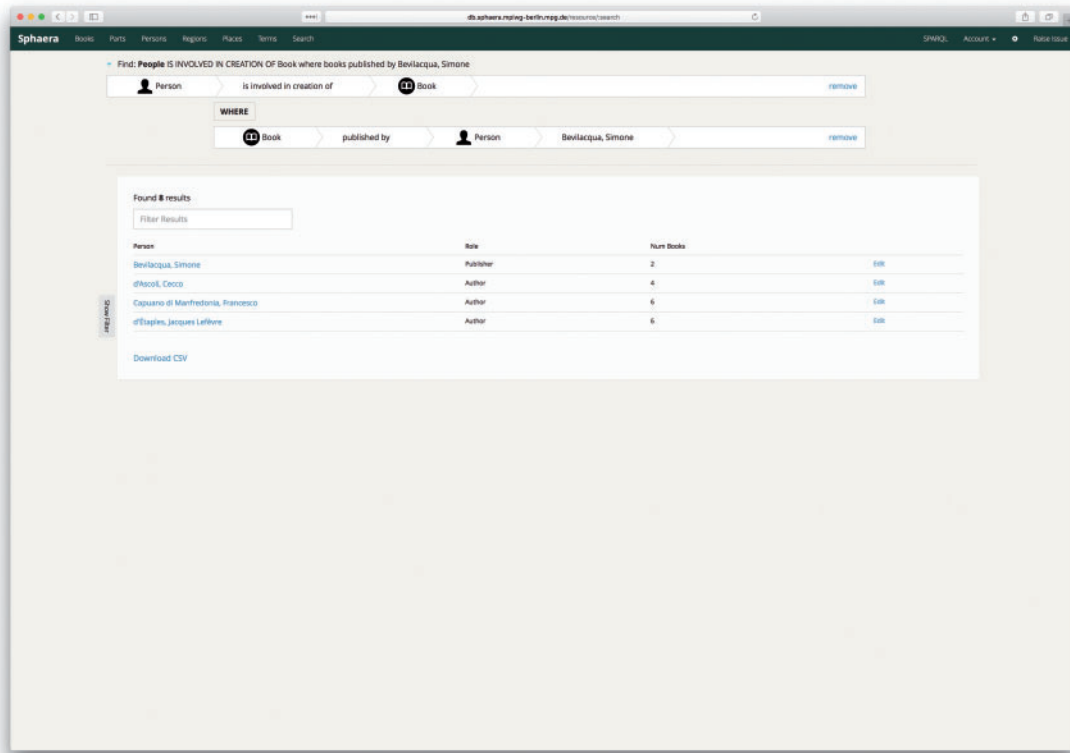 db.sphaera.mpiwg-berlin.mpg.de/resource/search
Sphaera Books Parts Persons Regions Places Terms Search SPARQL Account Raise Issue
Find: People IS INVOLVED IN CREATION OF Book where books published by Bevilacqua, Simone
Person is involved in creation of Book remove
WHERE
Book published by Person Bevilacqua, Simone remove
Found 8 results
Filter Results
Person Role Num Books
Bevilacqua, Simone Publisher 2 Edit
d'Ascoli, Cecco Author 4 Edit
Capuano di Manfredonia, Francesco Author 6 Edit
d'Étaples, Jacques Lefèvre Author 6 Edit
Show Filter
Download CSV